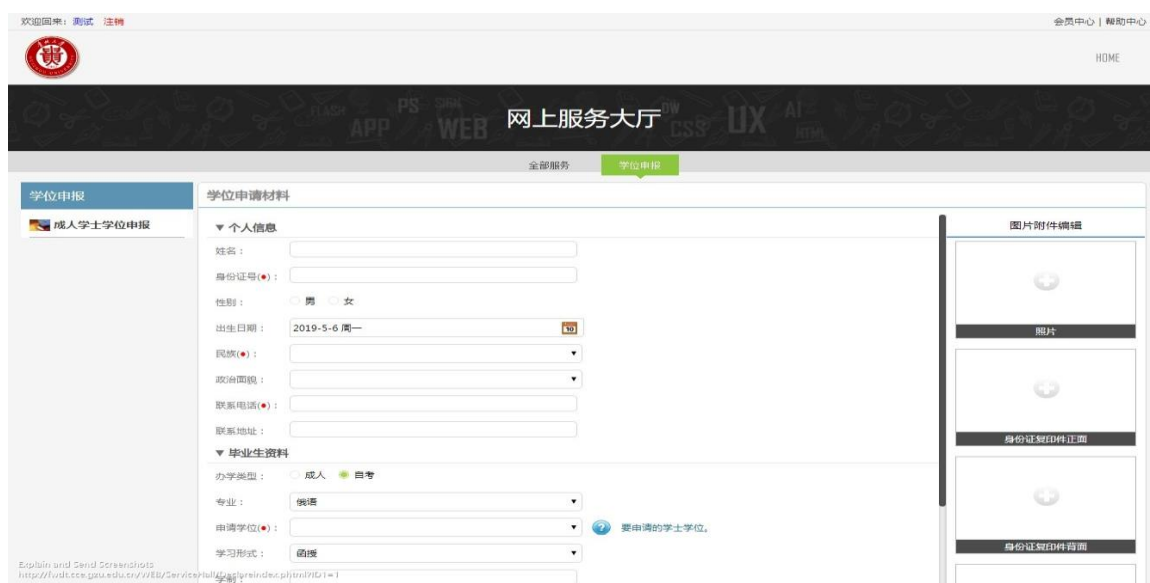 欢迎回来：测试 注销
会员中心 | 帮助中心
HOME
FLASH
APP
PS
WEB
网上服务大厅
CSS
UX
AI
全部服务 学位申报
学位申报
成人学士学位申报
学位申请材料
▼ 个人信息
姓名：
身份证号(●)：
性别： 男 女
出生日期： 2019-5-6 周一
民族(●)：
政治面貌：
联系电话(●)：
联系地址：
▼ 毕业生资料
办学类型： 成人 自考
专业： 俄语
申请学位(●)： 要申请的学士学位。
学习形式： 函授
学制：
图片附件编辑
照片
身份证复印件正面
身份证复印件背面
Explain and Send Screenshots